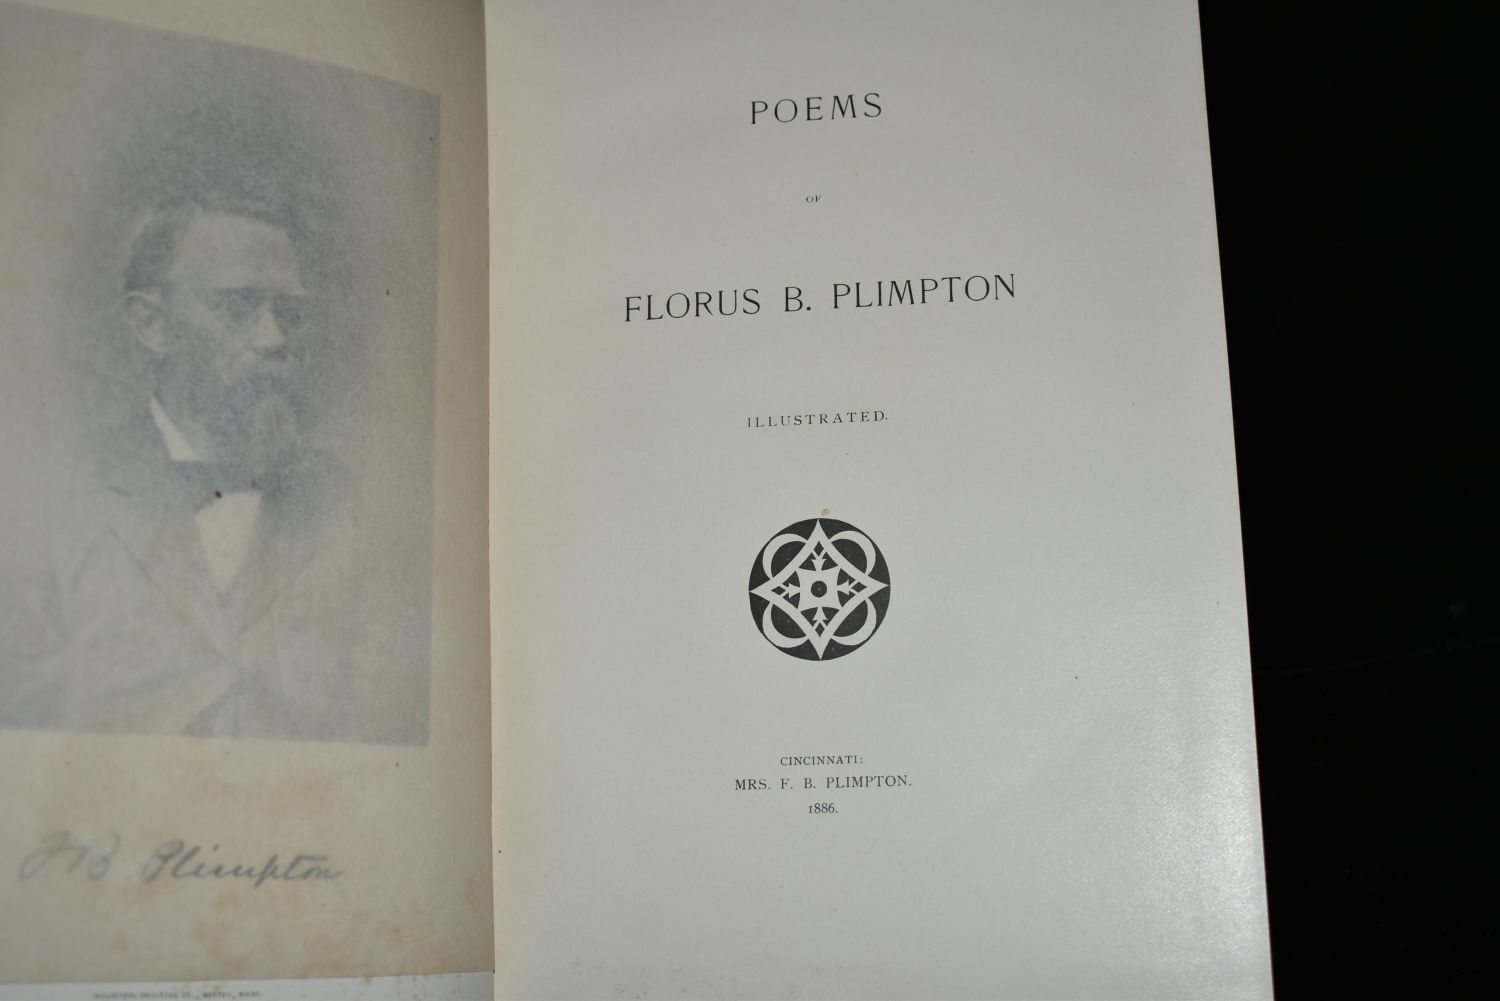 F B Plimpton
POEMS
OF
FLORUS B. PLIMPTON
ILLUSTRATED.
CINCINNATI:
MRS. F. B. PLIMPTON.
1886.